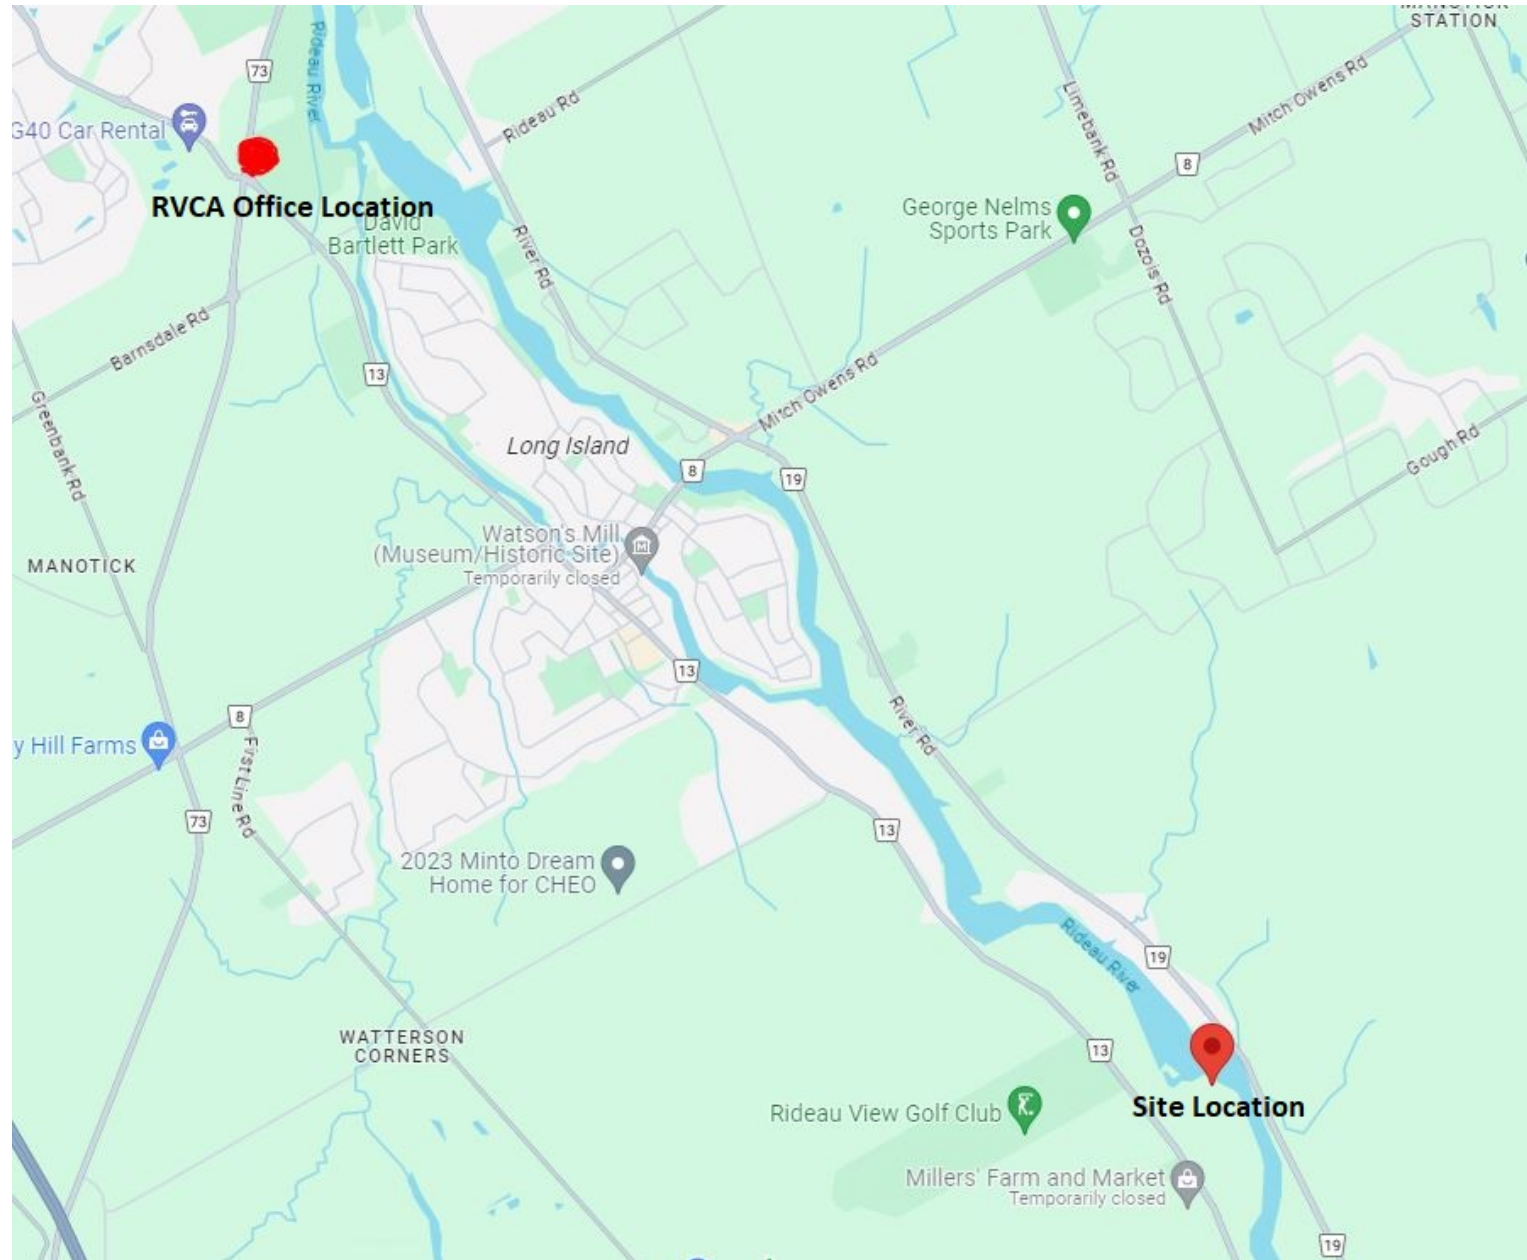 MANOTICK
STATION
73
Rideau River
Rideau Rd
Limebank Rd
Mitch Owens Rd
G40 Car Rental
8
RVCA Office Location
David
Bartlett Park
George Nelms
Sports Park
River Rd
Dozois Rd
Barnsdale Rd
13
Mitch Owens Rd
Greenbank Rd
Long Island
8
19
Gough Rd
Watson's Mill
(Museum/Historic Site)
Temporarily closed
MANOTICK
13
River Rd
8
y Hill Farms
First Line Rd
73
13
2023 Minto Dream
Home for CHEO
Rideau River
19
WATTERSON
CORNERS
13
Rideau View Golf Club
Site Location
Millers' Farm and Market
Temporarily closed
19